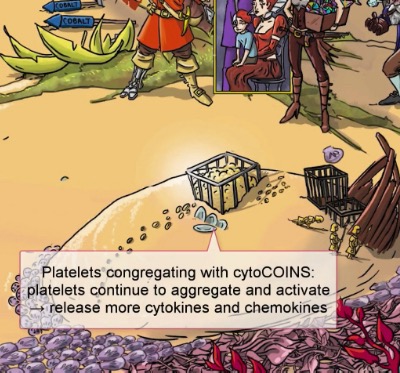 COBALT
COBALT
Platelets congregating with cytoCOINS:
platelets continue to aggregate and activate
→ release more cytokines and chemokines